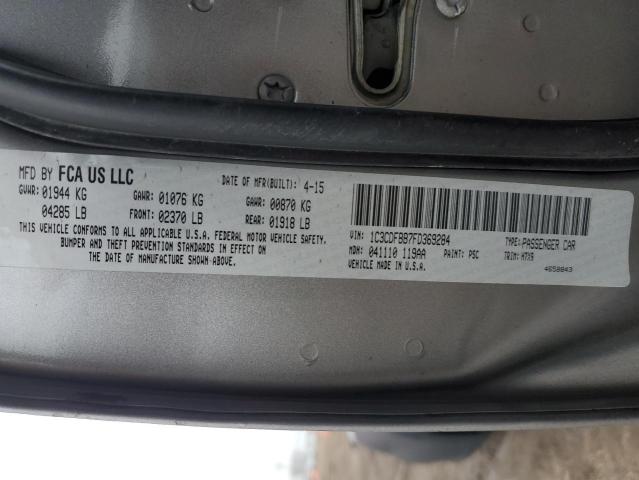 MFD BY FCA US LLC
DATE OF MFR(BUILT): 4-15
GVWR: 01944 KG GAWR: 01076 KG GAWR: 00870 KG
04285 LB FRONT: 02370 LB REAR: 01918 LB
THIS VEHICLE CONFORMS TO ALL APPLICABLE U.S.A. FEDERAL MOTOR VEHICLE SAFETY,
BUMPER AND THEFT PREVENTION STANDARDS IN EFFECT ON
THE DATE OF MANUFACTURE SHOWN ABOVE.
VIN: 1C3CDFBB7FD369284 TYPE: PASSENGER CAR
MDH: 041110 119AA PAINT: PSC TRIM: H7X9
VEHICLE MADE IN U.S.A. 4658843